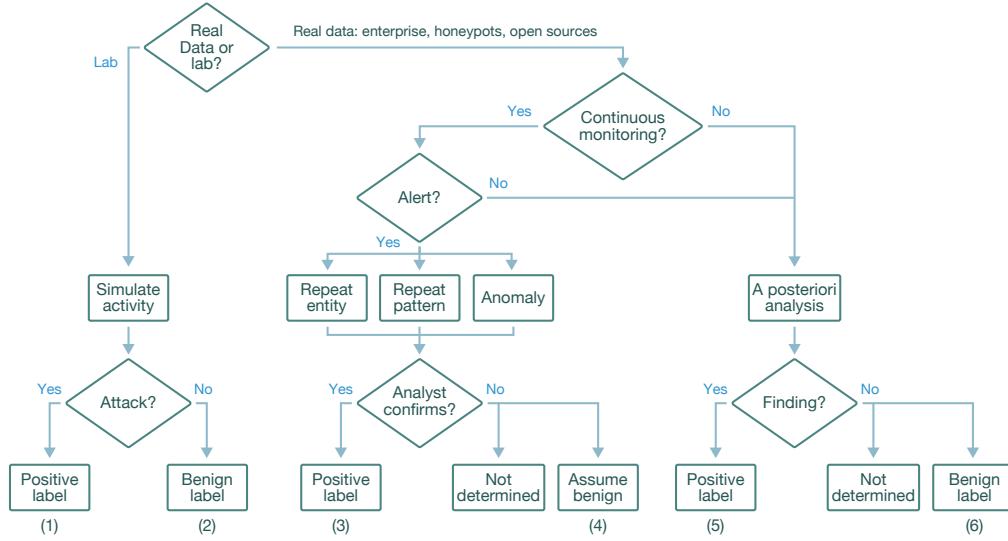 Real
Data or
lab?
Real data: enterprise, honeypots, open sources
Lab
Continuous
monitoring?
Yes
No
Alert?
No
Yes
Simulate
activity
Repeat
entity
Repeat
pattern
Anomaly
A posteriori
analysis
Yes
Attack?
No
Yes
Analyst
confirms?
No
Yes
Finding?
No
Positive
label
Benign
label
Positive
label
Not
determined
Assume
benign
Positive
label
Not
determined
Benign
label
(1)
(2)
(3)
(4)
(5)
(6)